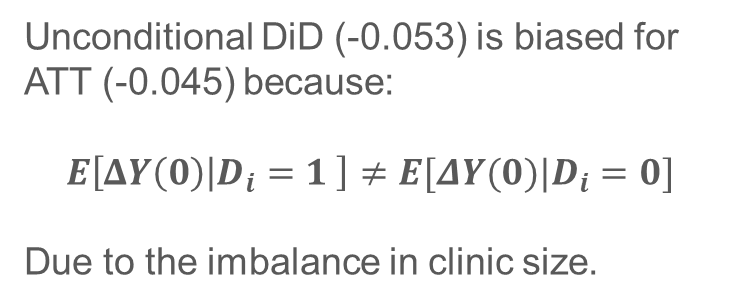 Unconditional DiD (-0.053) is biased for
ATT (-0.045) because:
E[ΔY(0)|Dᵢ = 1 ] ≠ E[ΔY(0)|Dᵢ = 0]
Due to the imbalance in clinic size.